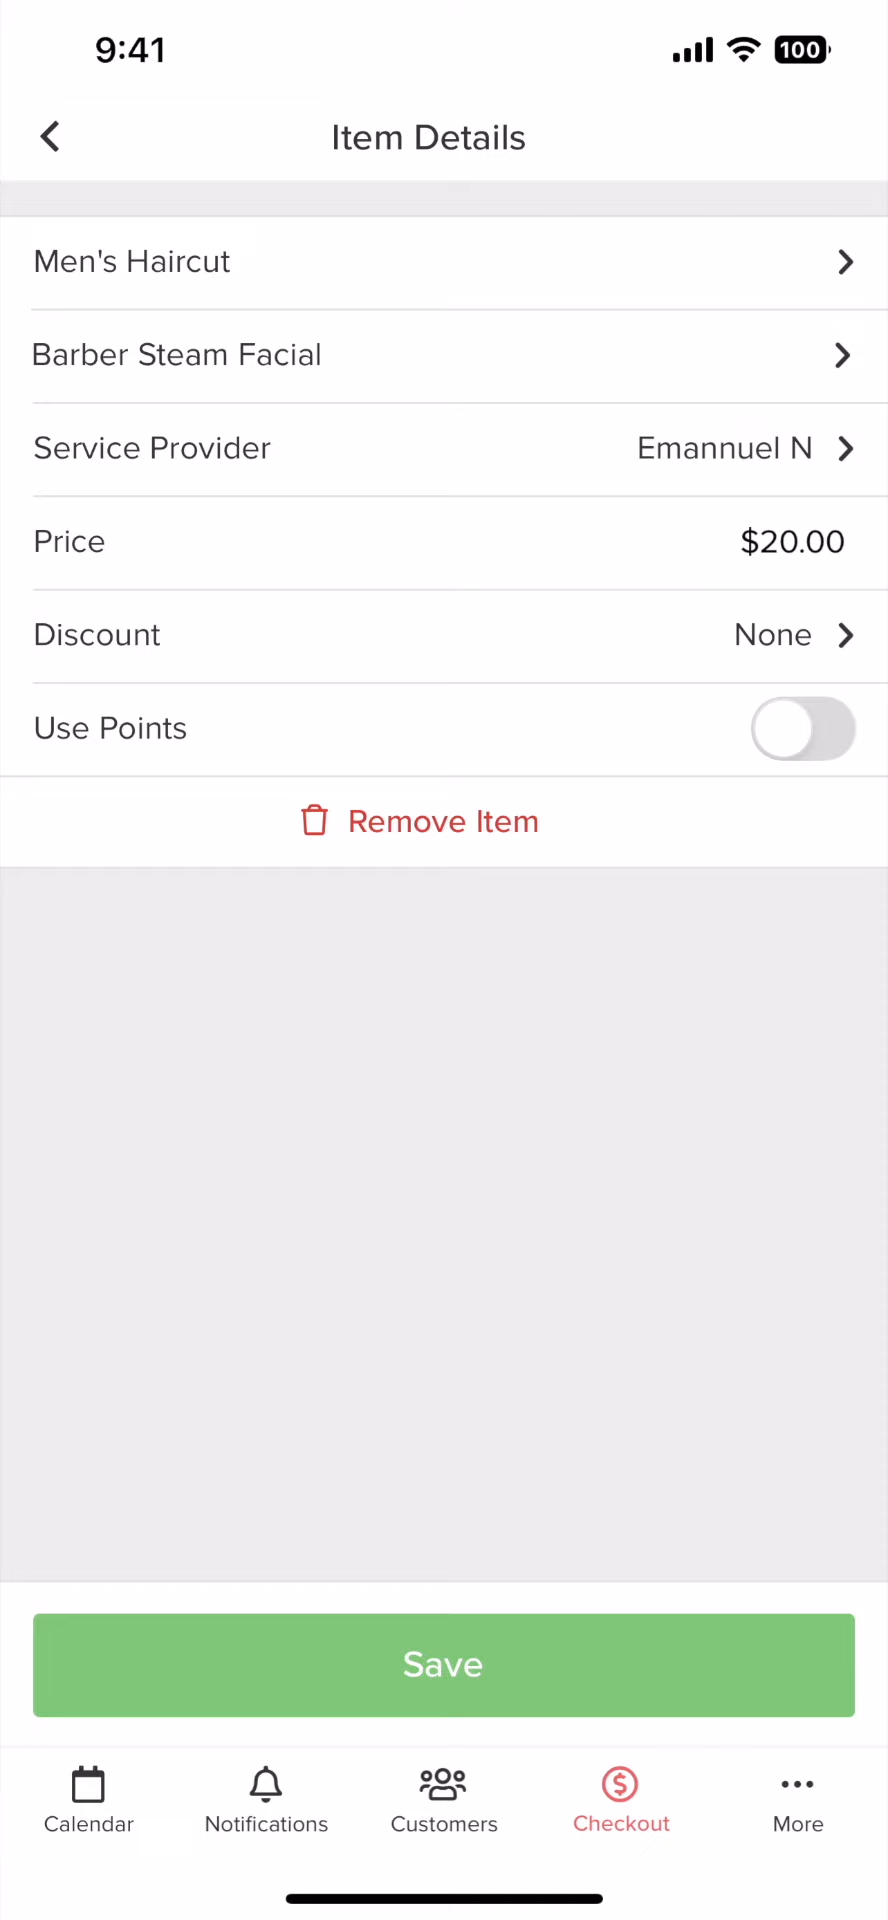 9:41
100
Item Details
Men's Haircut
Barber Steam Facial
Service Provider Emannuel N
Price $20.00
Discount None
Use Points
Remove Item
Save
Calendar Notifications Customers Checkout More